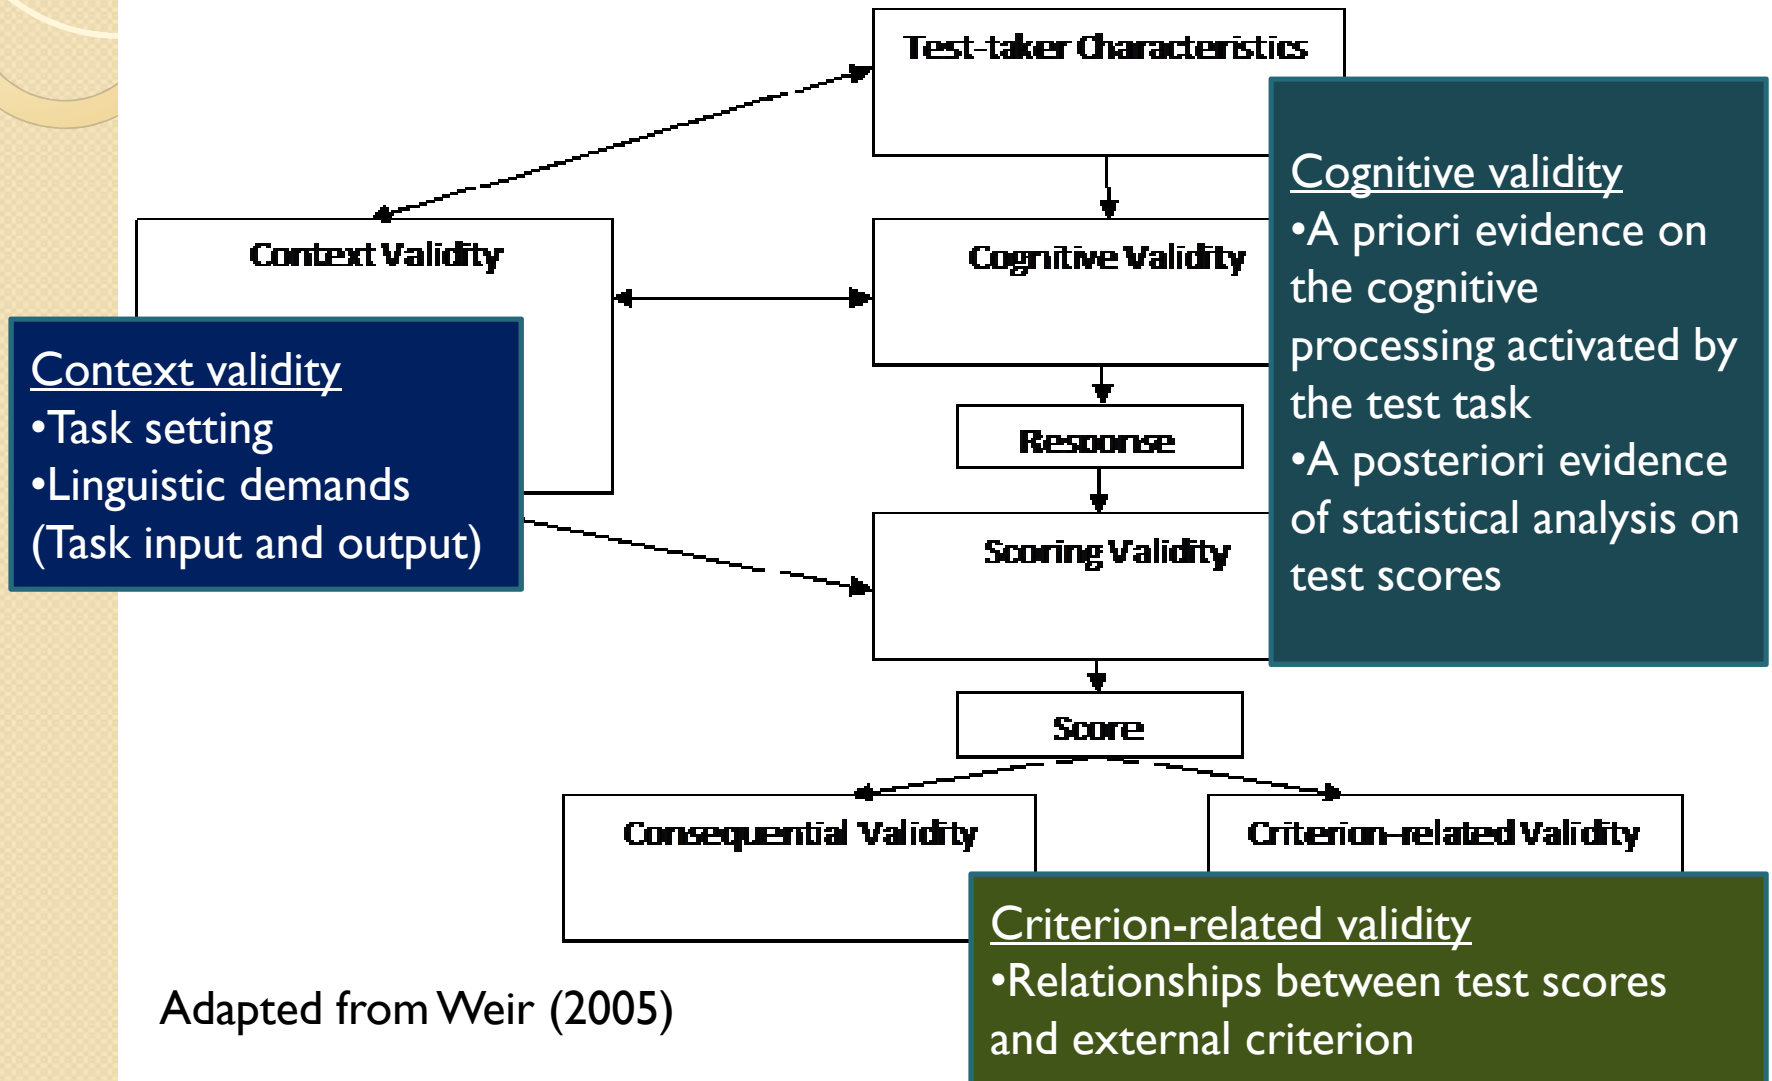 Test-taker Characteristics
Context Validity
Cognitive Validity
Response
Scoring Validity
Score
Consequential Validity
Criterion-related Validity
Context validity
•Task setting
•Linguistic demands
(Task input and output)
Cognitive validity
•A priori evidence on
the cognitive
processing activated by
the test task
•A posteriori evidence
of statistical analysis on
test scores
Criterion-related validity
•Relationships between test scores
and external criterion
Adapted from Weir (2005)